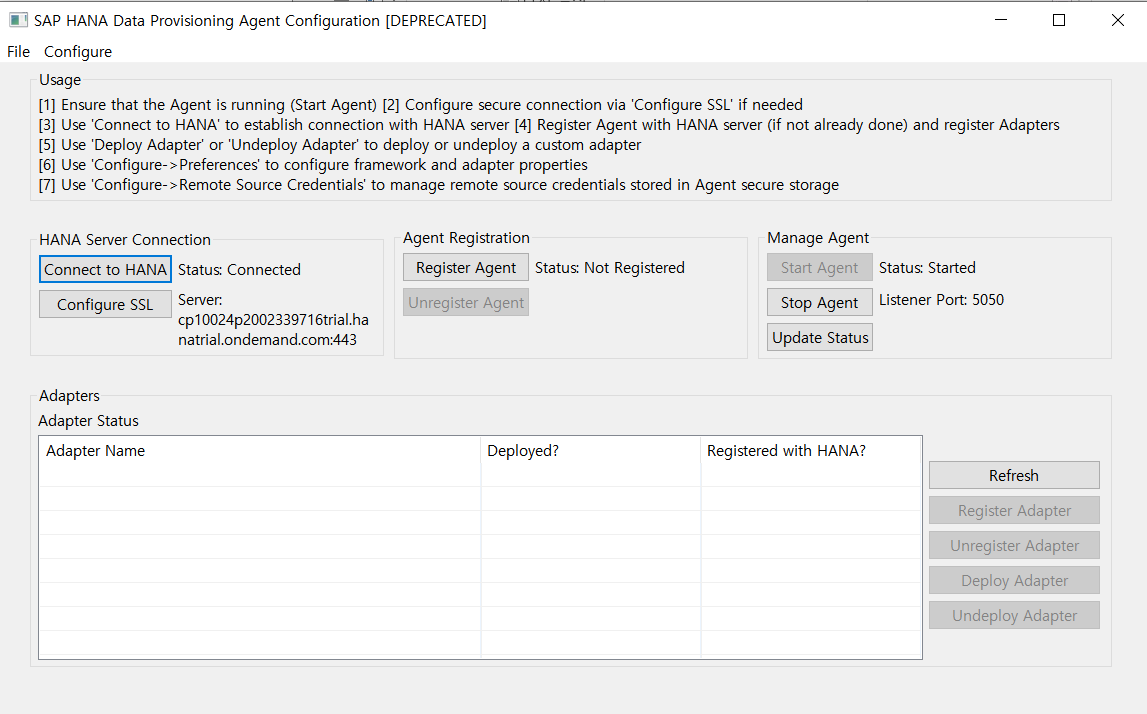 SAP HANA Data Provisioning Agent Configuration [DEPRECATED]
File Configure
Usage
[1] Ensure that the Agent is running (Start Agent) [2] Configure secure connection via 'Configure SSL' if needed
[3] Use 'Connect to HANA' to establish connection with HANA server [4] Register Agent with HANA server (if not already done) and register Adapters
[5] Use 'Deploy Adapter' or 'Undeploy Adapter' to deploy or undeploy a custom adapter
[6] Use 'Configure->Preferences' to configure framework and adapter properties
[7] Use 'Configure->Remote Source Credentials' to manage remote source credentials stored in Agent secure storage
HANA Server Connection
Connect to HANA Status: Connected
Configure SSL Server:
cp10024p2002339716trial.ha
natrial.ondemand.com:443
Agent Registration
Register Agent Status: Not Registered
Unregister Agent
Manage Agent
Start Agent Status: Started
Stop Agent Listener Port: 5050
Update Status
Adapters
Adapter Status
Adapter Name Deployed? Registered with HANA?
Refresh
Register Adapter
Unregister Adapter
Deploy Adapter
Undeploy Adapter